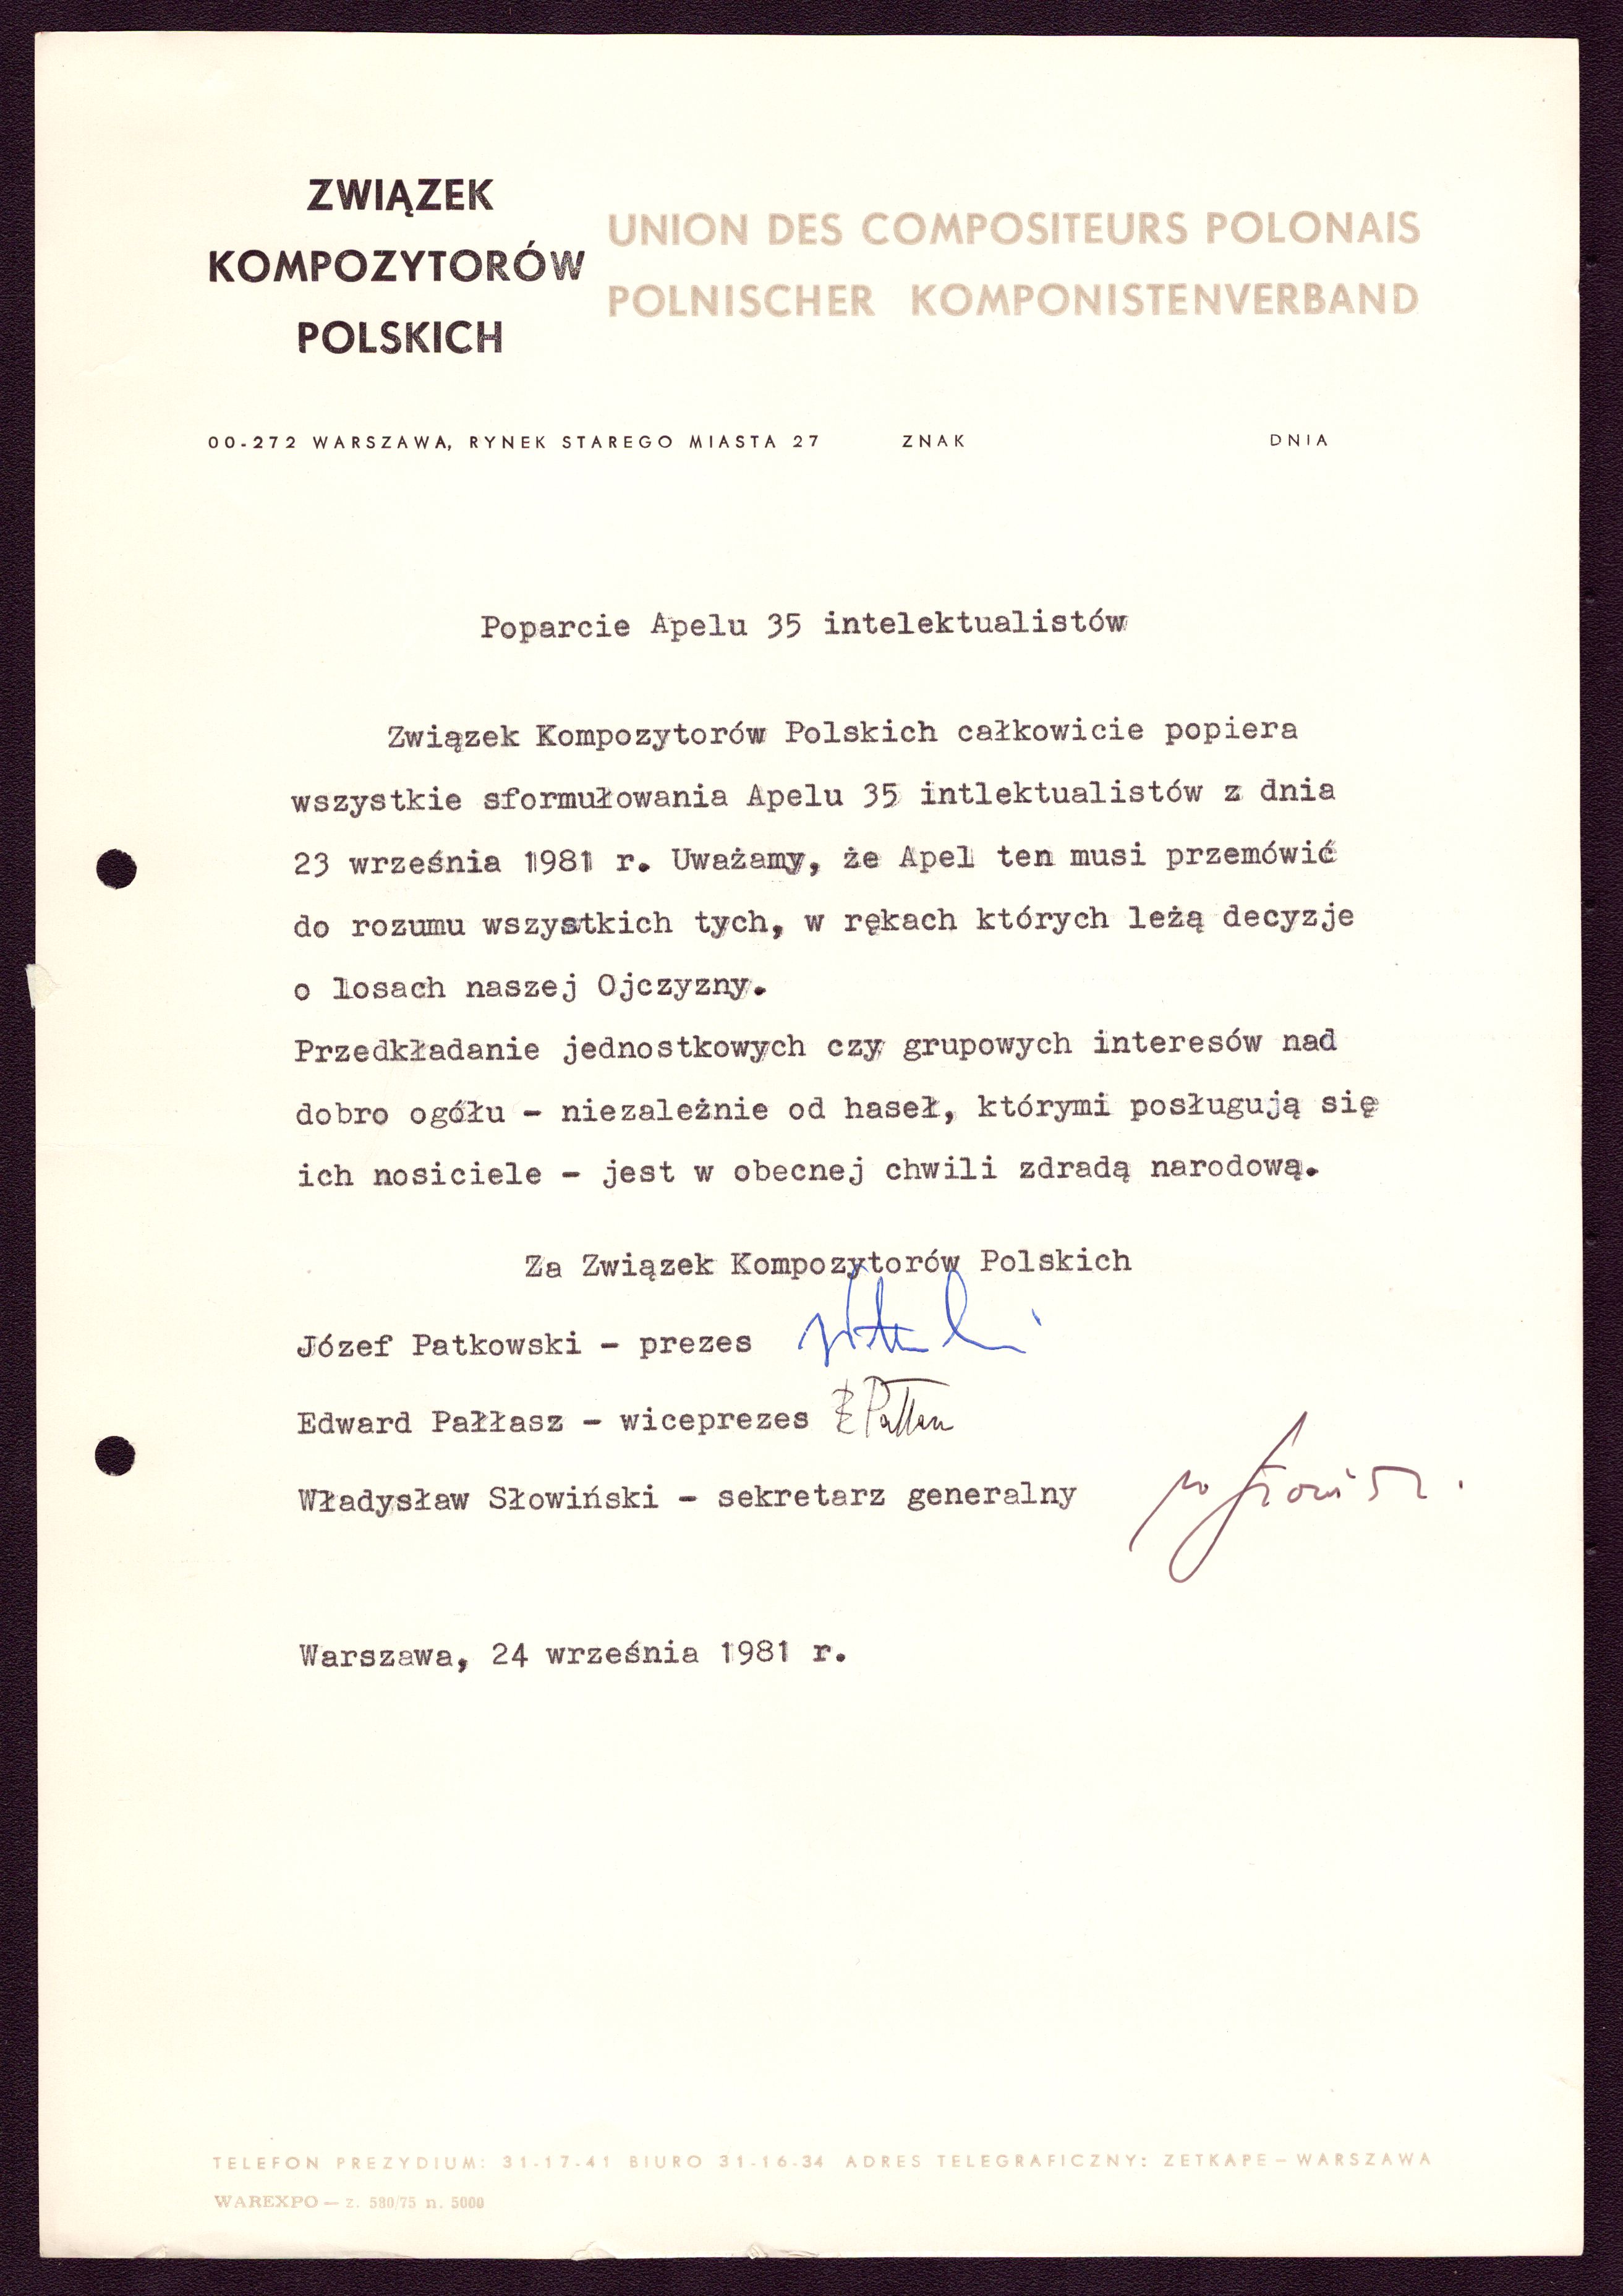 ZWIĄZEK
KOMPOZYTORÓW
POLSKICH
UNION DES COMPOSITEURS POLONAIS
POLNISCHER KOMPONISTENVERBAND
00-272 WARSZAWA, RYNEK STAREGO MIASTA 27 ZNAK DNIA
Poparcie Apelu 35 intelektualistów
Związek Kompozytorów Polskich całkowicie popiera
wszystkie sformułowania Apelu 35 intlektualistów z dnia
23 września 1981 r. Uważamy, że Apel ten musi przemówić
do rozumu wszystkich tych, w rękach których leżą decyzje
o losach naszej Ojczyzny.
Przedkładanie jednostkowych czy grupowych interesów nad
dobro ogółu - niezależnie od haseł, którymi posługują się
ich nosiciele - jest w obecnej chwili zdradą narodową.
Za Związek Kompozytorów Polskich
Józef Patkowski - prezes
Edward Pałłasz - wiceprezes
Władysław Słowiński - sekretarz generalny
Warszawa, 24 września 1981 r.
TELEFON PREZYDIUM: 31-17-41 BIURO 31-16-34 ADRES TELEGRAFICZNY: ZETKAPE – WARSZAWA
WAREXPO — z. 580/75 n. 5000